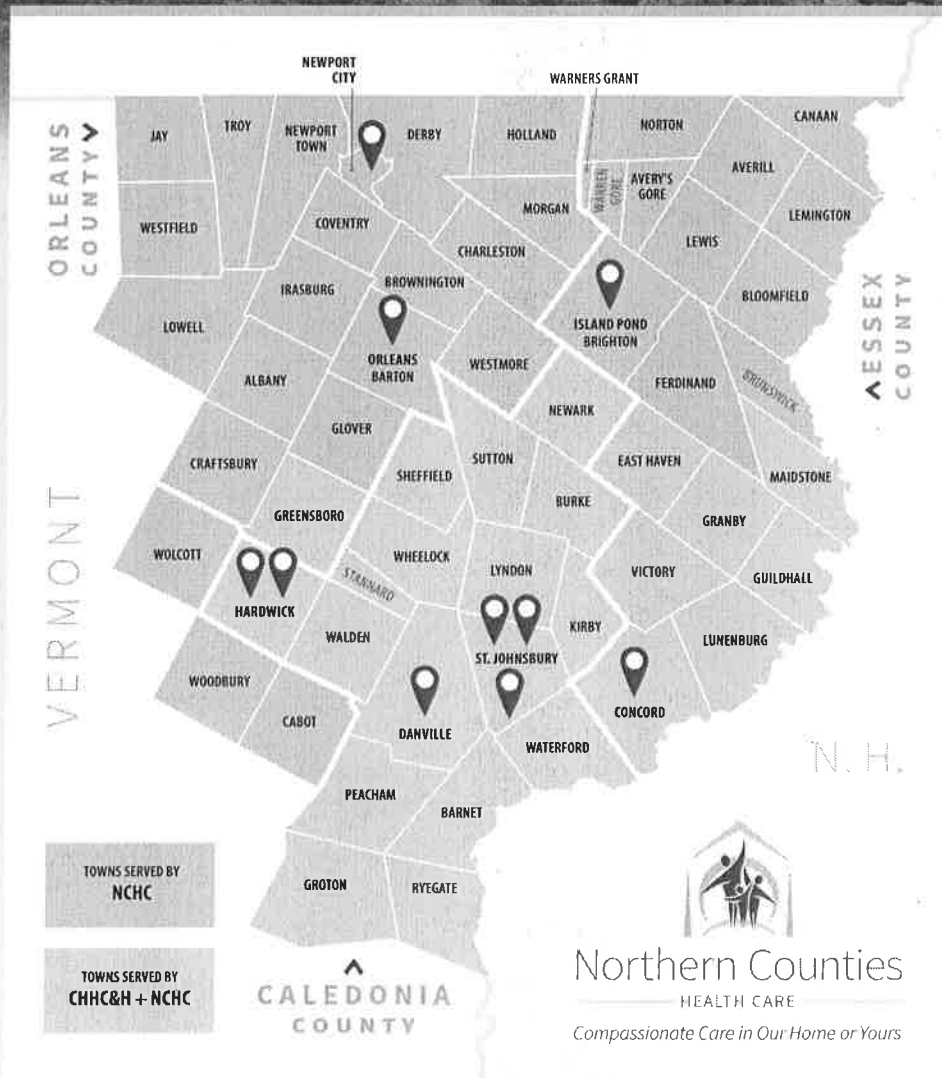 NEWPORT
CITY
WARNERS GRANT
ORLEANS
COUNTY
JAY
TROY
NEWPORT
TOWN
DERBY
HOLLAND
NORTON
CANAAN
AVERILL
WARREN
GORE
AVERY'S
GORE
WESTFIELD
COVENTRY
MORGAN
LEMINGTON
CHARLESTON
LEWIS
IRASBURG
BROWNINGTON
BLOOMFIELD
ESSEX
COUNTY
LOWELL
ISLAND POND
BRIGHTON
ORLEANS
BARTON
WESTMORE
ALBANY
FERDINAND
BRUNSWICK
NEWARK
GLOVER
CRAFTSBURY
SHEFFIELD
SUTTON
EAST HAVEN
MAIDSTONE
BURKE
GREENSBORO
GRANBY
VERMONT
WOLCOTT
WHEELOCK
LYNDON
VICTORY
GUILDHALL
STANNARD
HARDWICK
WALDEN
KIRBY
LUNENBURG
ST. JOHNSBURY
WOODBURY
CABOT
DANVILLE
CONCORD
WATERFORD
N. H.
PEACHAM
BARNET
TOWNS SERVED BY
NCHC
GROTON
RYEGATE
TOWNS SERVED BY
CHHC&H + NCHC
CALEDONIA
COUNTY
Northern Counties
HEALTH CARE
Compassionate Care in Our Home or Yours